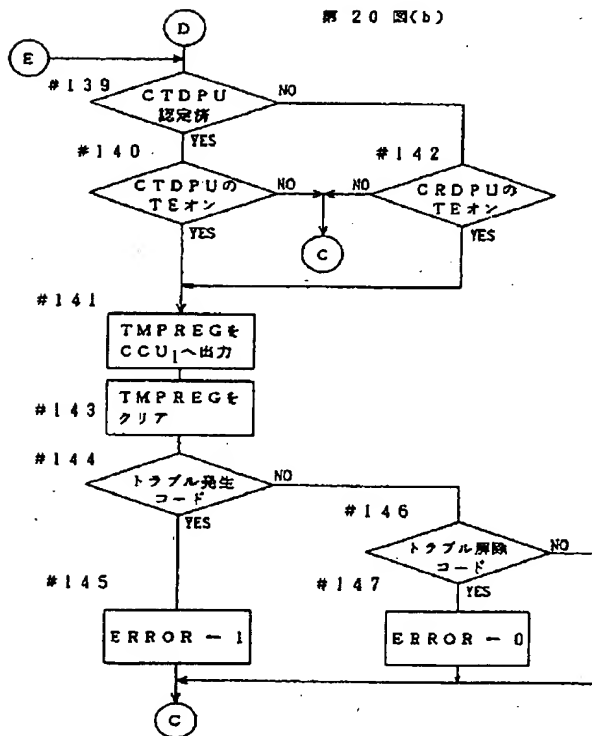 第 20 図(b)
D
E
#139
CTDPU
認定済
NO
YES
#140
#142
CTDPUの
TEオン
NO
NO
CRDPUの
TEオン
YES
C
YES
#141
TMPREGを
CCU1へ出力
#143
TMPREGを
クリア
#144
トラブル発生
コード
NO
YES
#146
トラブル解除
コード
NO
#145
#147
YES
ERROR ← 1
ERROR ← 0
C